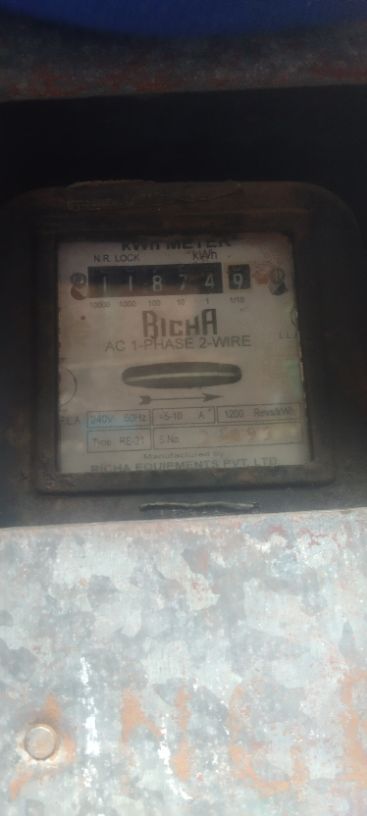 kWh METER
N.R. LOCK kWh
1 1 8 7 4 9
10000 1000 100 10 1 1/10
RICHA
AC 1-PHASE 2-WIRE
240V 50Hz 5-10 A 1200 Revs/kWh
Type RE-21 S.No.
Manufactured By
RICHA EQUIPMENTS PVT. LTD.